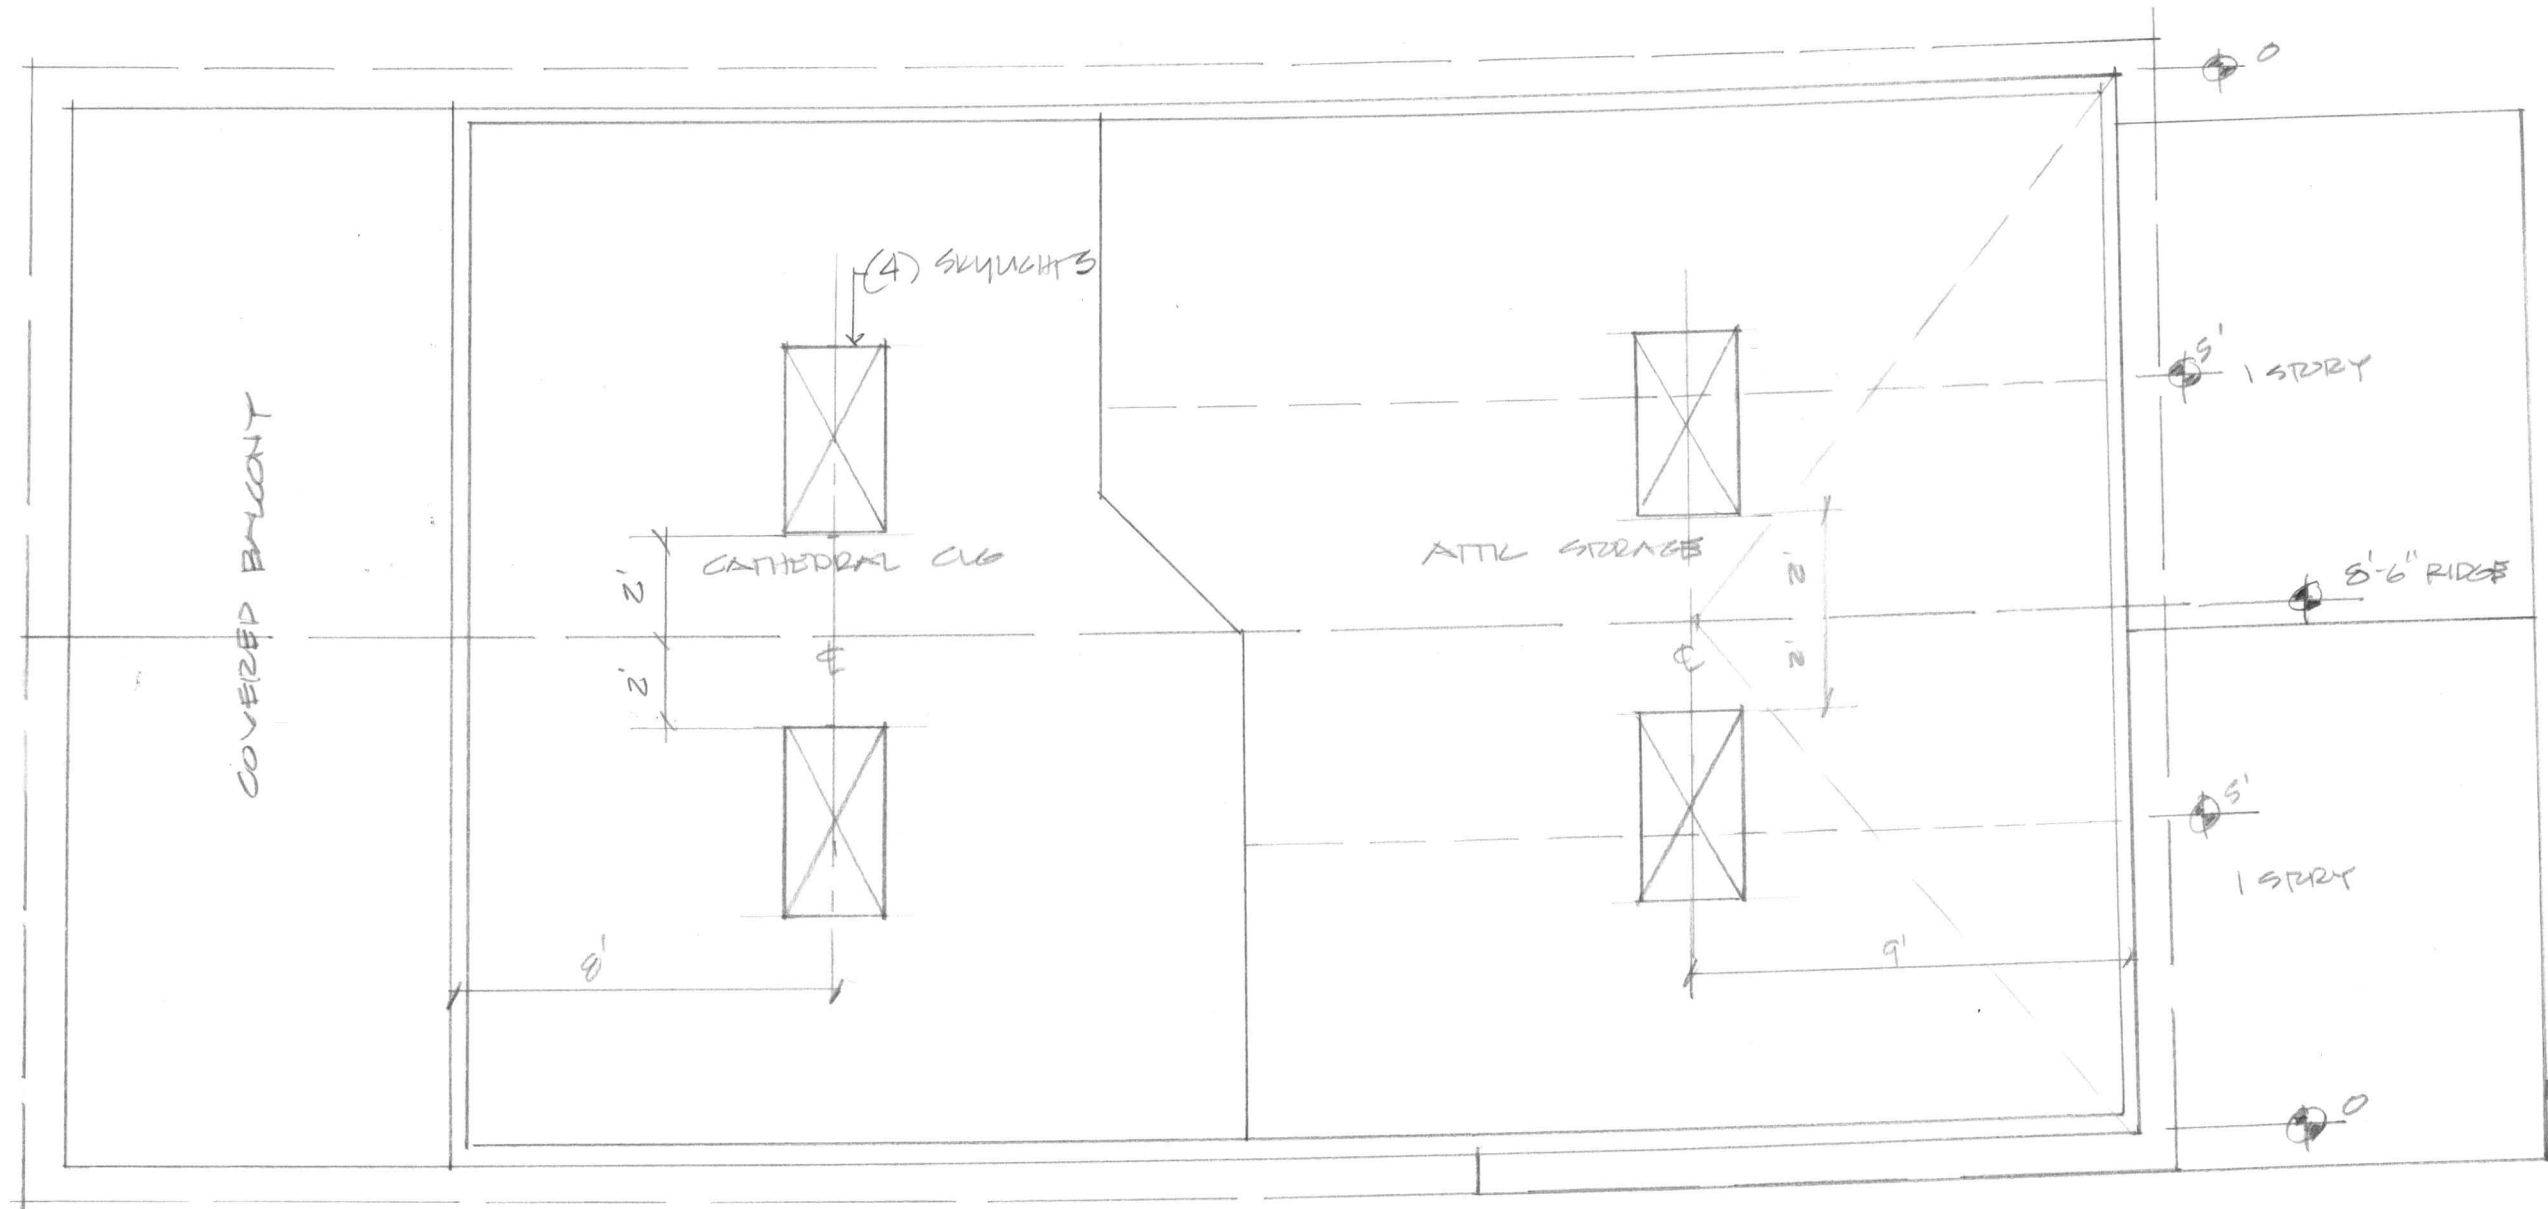 0
(4) SKYLIGHTS
5'
1 STORY
COVERED BALCONY
CATHEDRAL CLG
ATTIC STORAGE
2'
2'
2'
2'
8'-6" RIDGE
℄
℄
5'
1 STORY
8'
9'
0